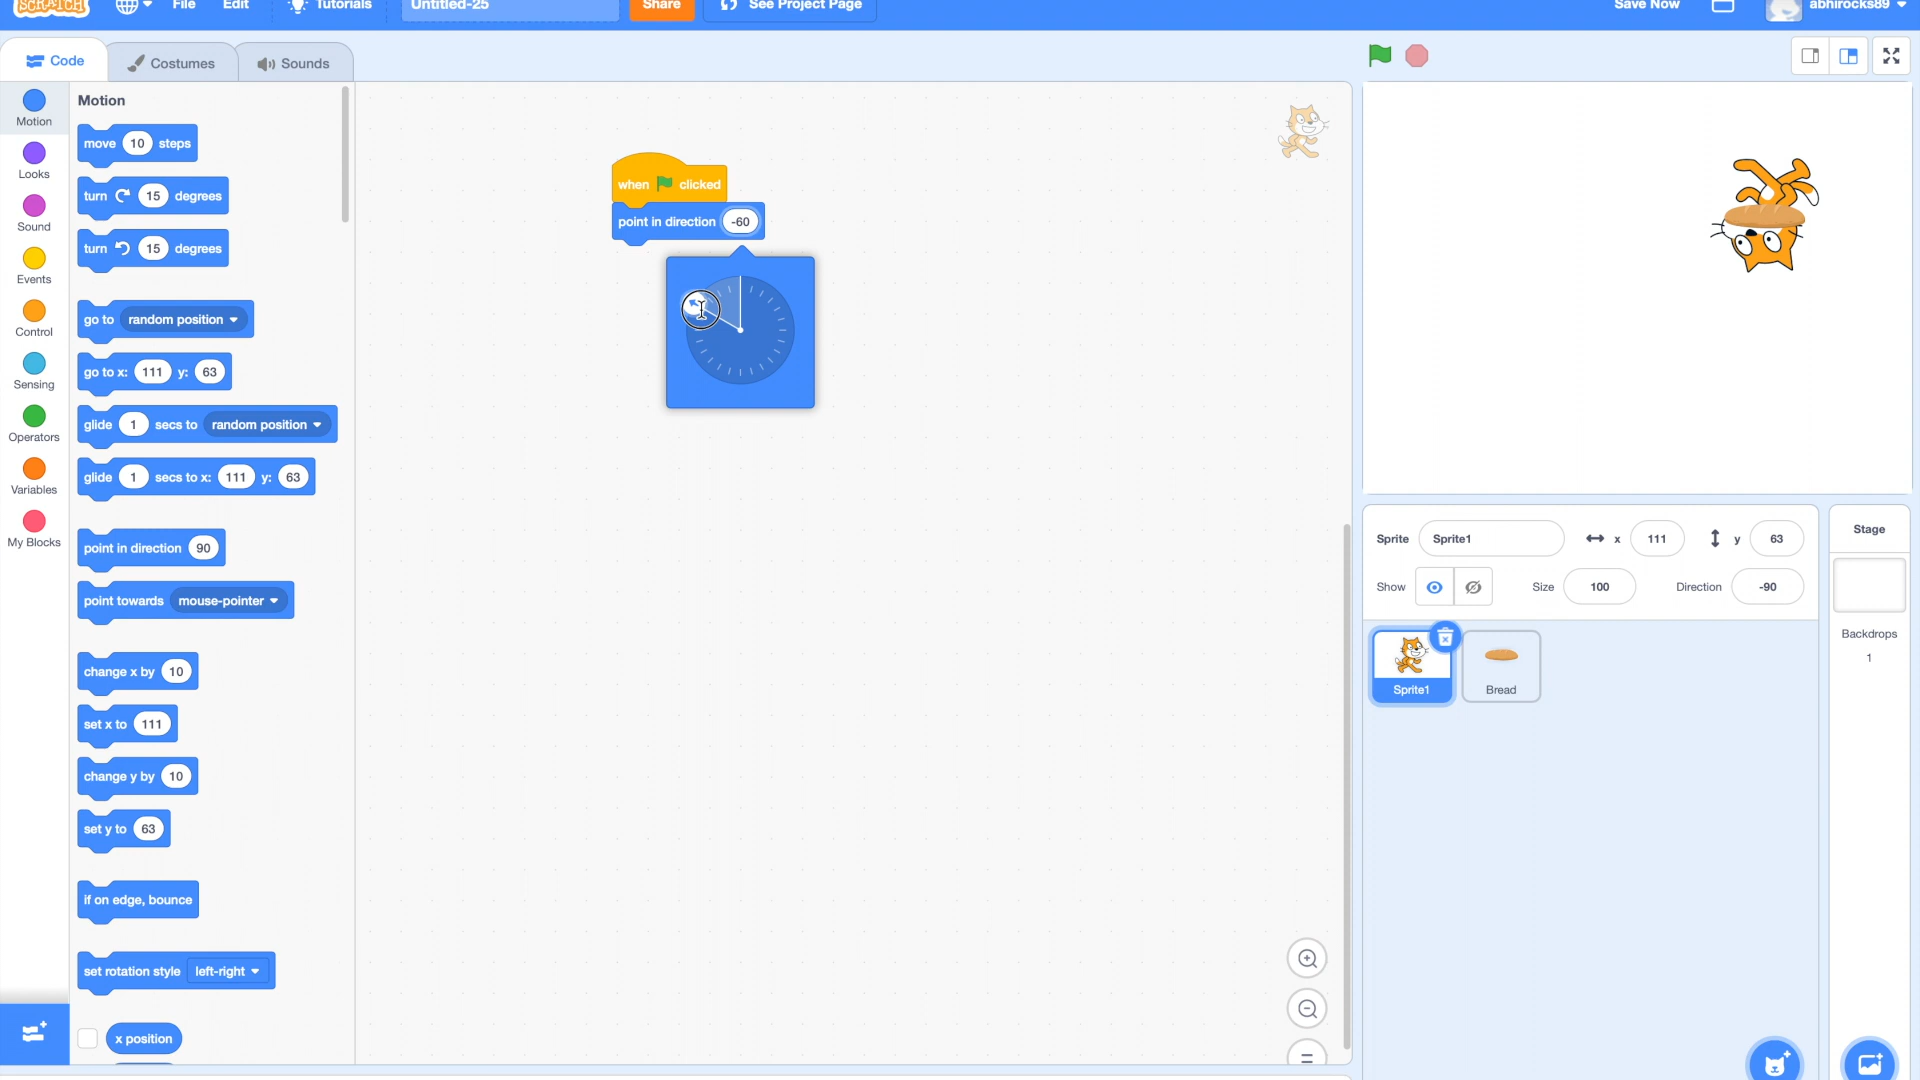 SCRATCH File Edit Tutorials Untitled-25 Share See Project Page Save Now abhirocks89
Code Costumes Sounds
Motion
Looks
Sound
Events
Control
Sensing
Operators
Variables
My Blocks
Motion
move 10 steps
turn 15 degrees
turn 15 degrees
go to random position
go to x: 111 y: 63
glide 1 secs to random position
glide 1 secs to x: 111 y: 63
point in direction 90
point towards mouse-pointer
change x by 10
set x to 111
change y by 10
set y to 63
if on edge, bounce
set rotation style left-right
x position
when clicked
point in direction -60
Sprite Sprite1 x 111 y 63
Show Size 100 Direction -90
Sprite1
Bread
Stage
Backdrops
1